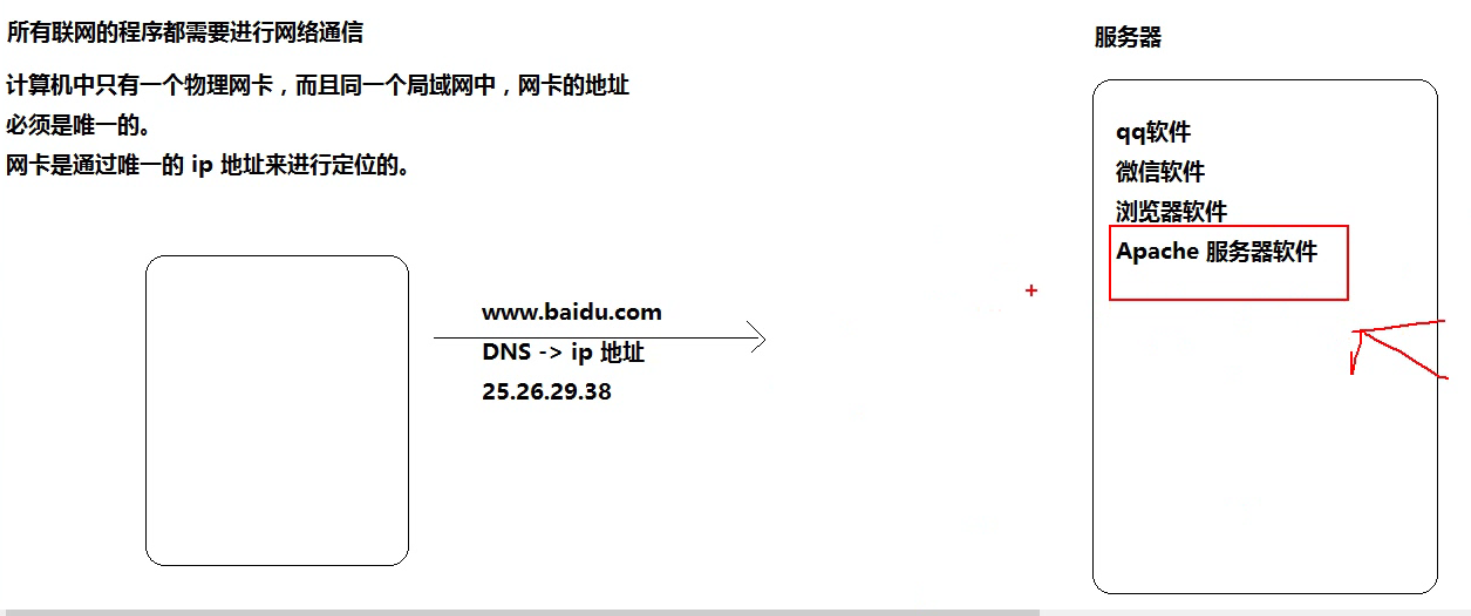 所有联网的程序都需要进行网络通信
计算机中只有一个物理网卡，而且同一个局域网中，网卡的地址
必须是唯一的。
网卡是通过唯一的 ip 地址来进行定位的。
www.baidu.com
DNS -> ip 地址
25.26.29.38
服务器
qq软件
微信软件
浏览器软件
Apache 服务器软件